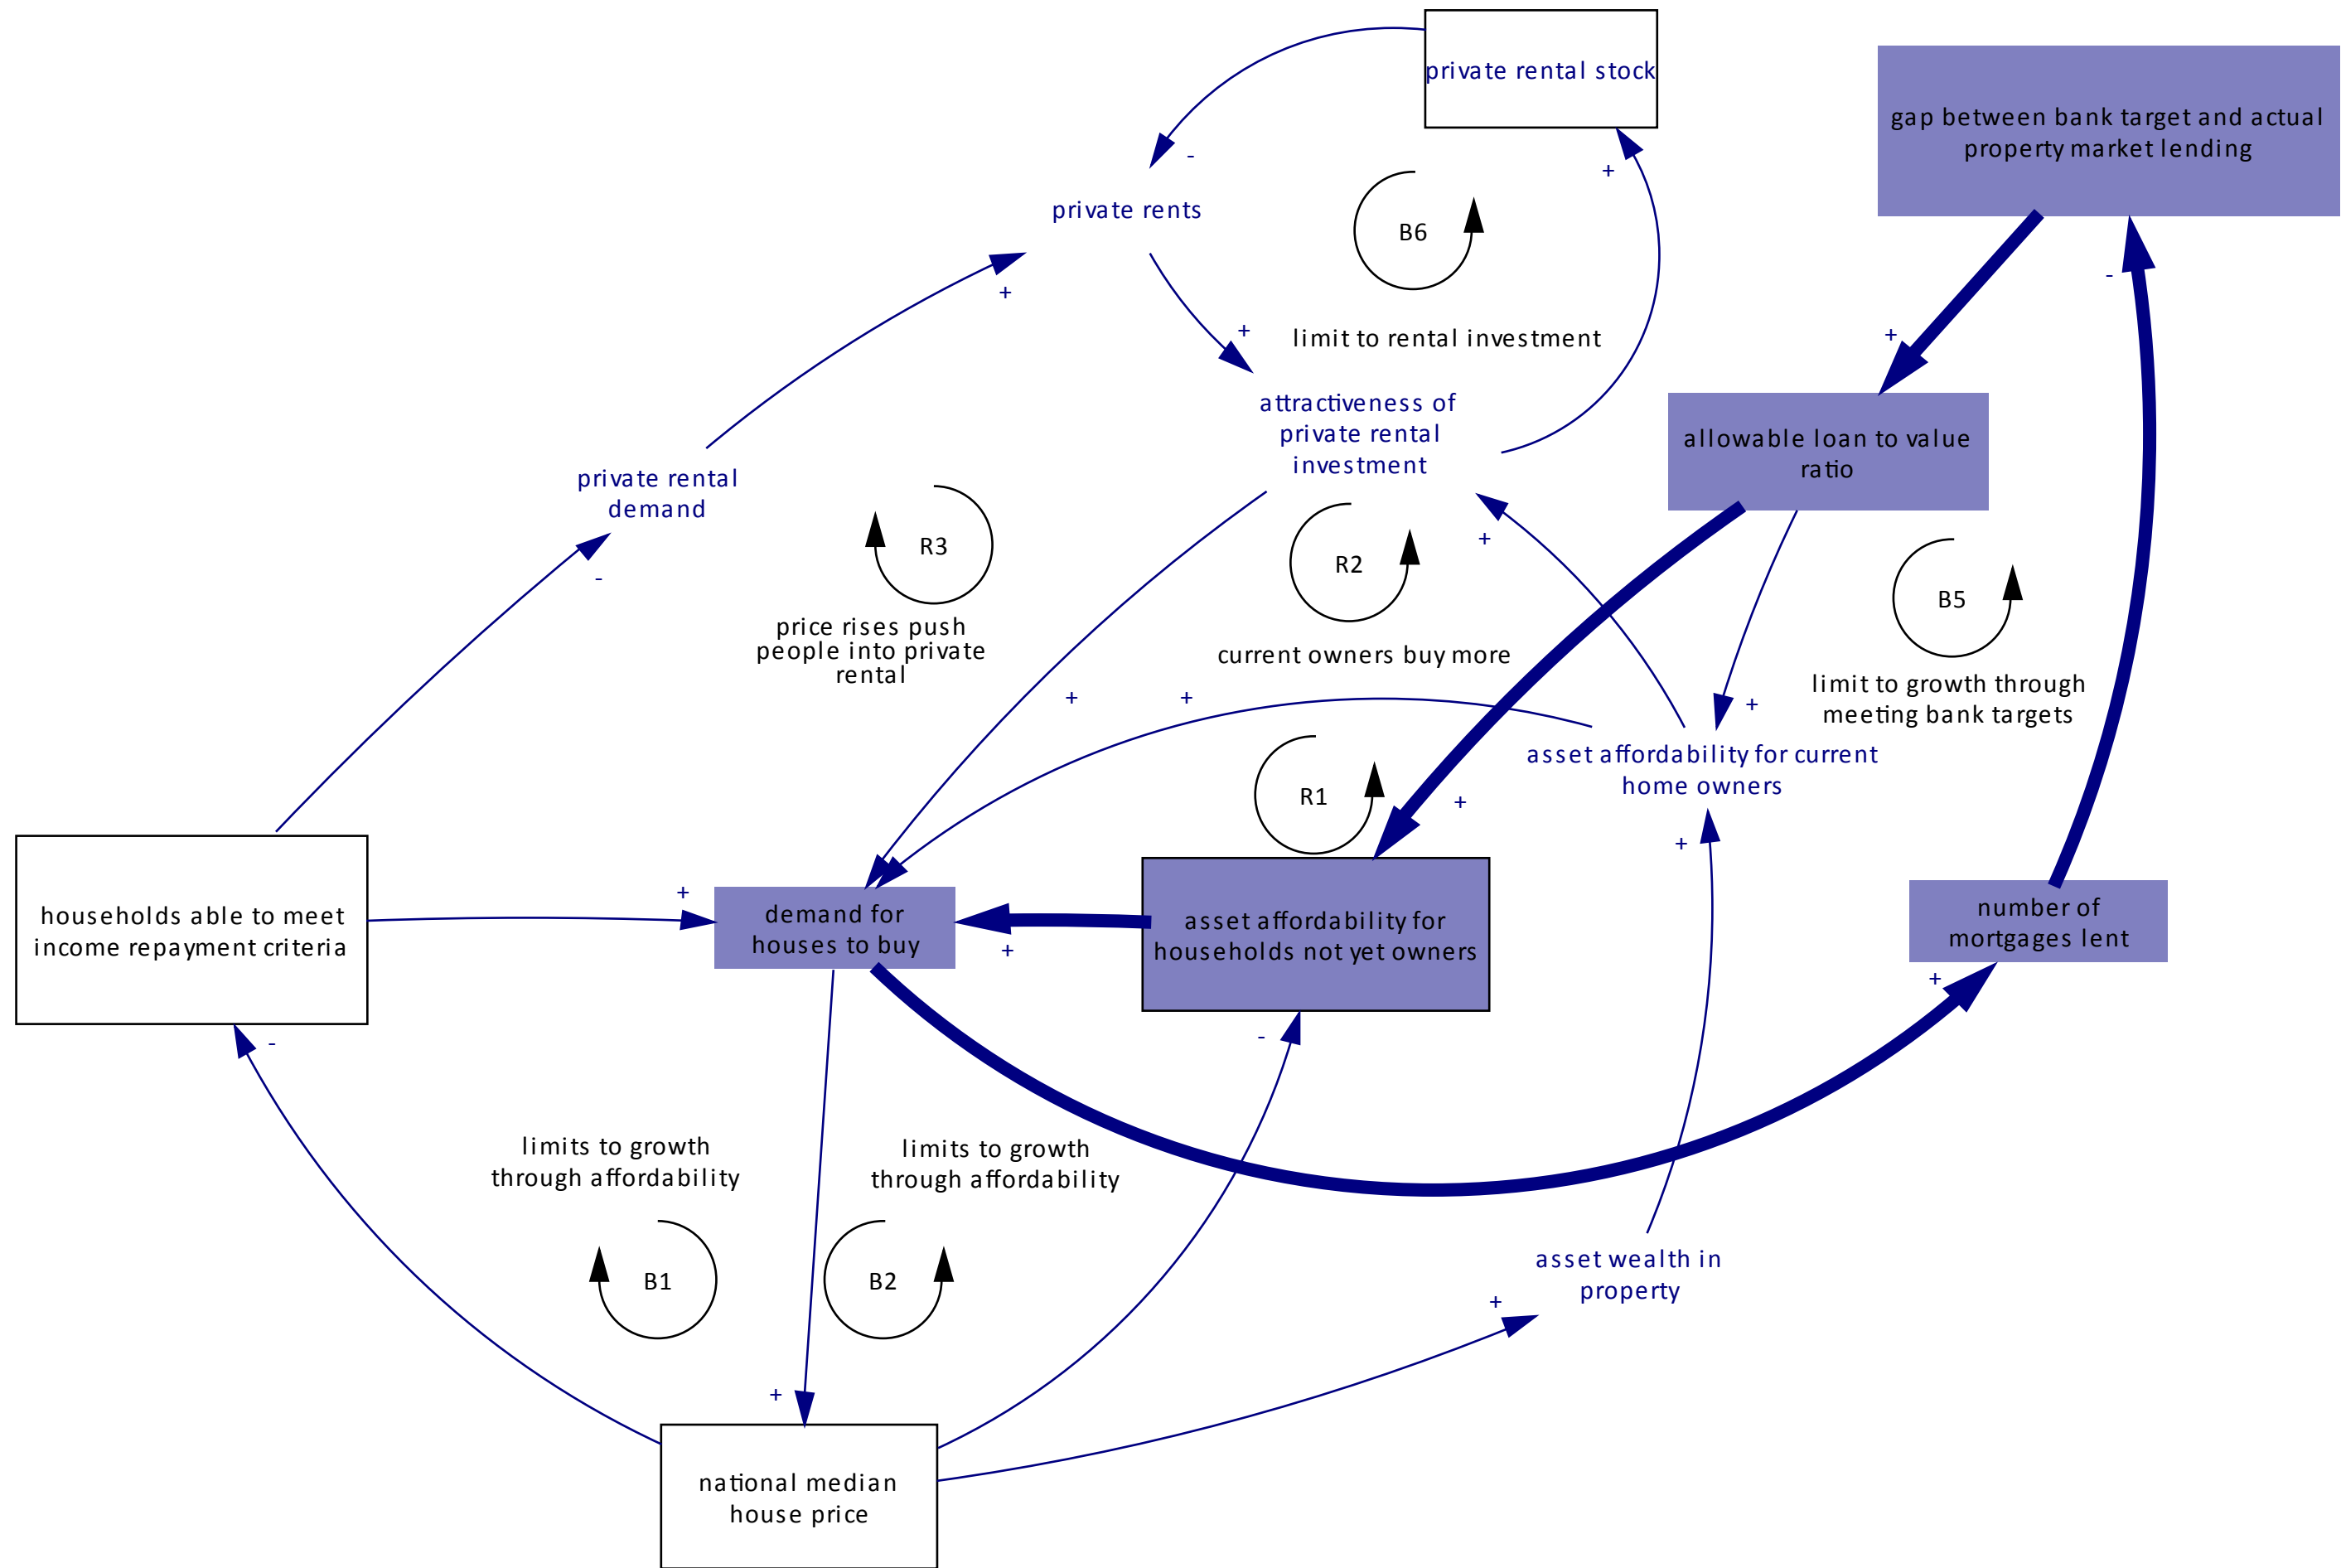 private rental stock
gap between bank target and actual
property market lending
-
+
private rents
B6
-
+
+
limit to rental investment
+
attractiveness of
private rental
investment
allowable loan to value
ratio
private rental
demand
R3
R2
+
B5
-
price rises push
people into private
rental
current owners buy more
limit to growth through
meeting bank targets
+
+
+
asset affordability for current
home owners
R1
+
+
households able to meet
income repayment criteria
+
demand for
houses to buy
+
asset affordability for
households not yet owners
number of
mortgages lent
+
-
-
limits to growth
through affordability
limits to growth
through affordability
B1
B2
asset wealth in
property
+
+
national median
house price